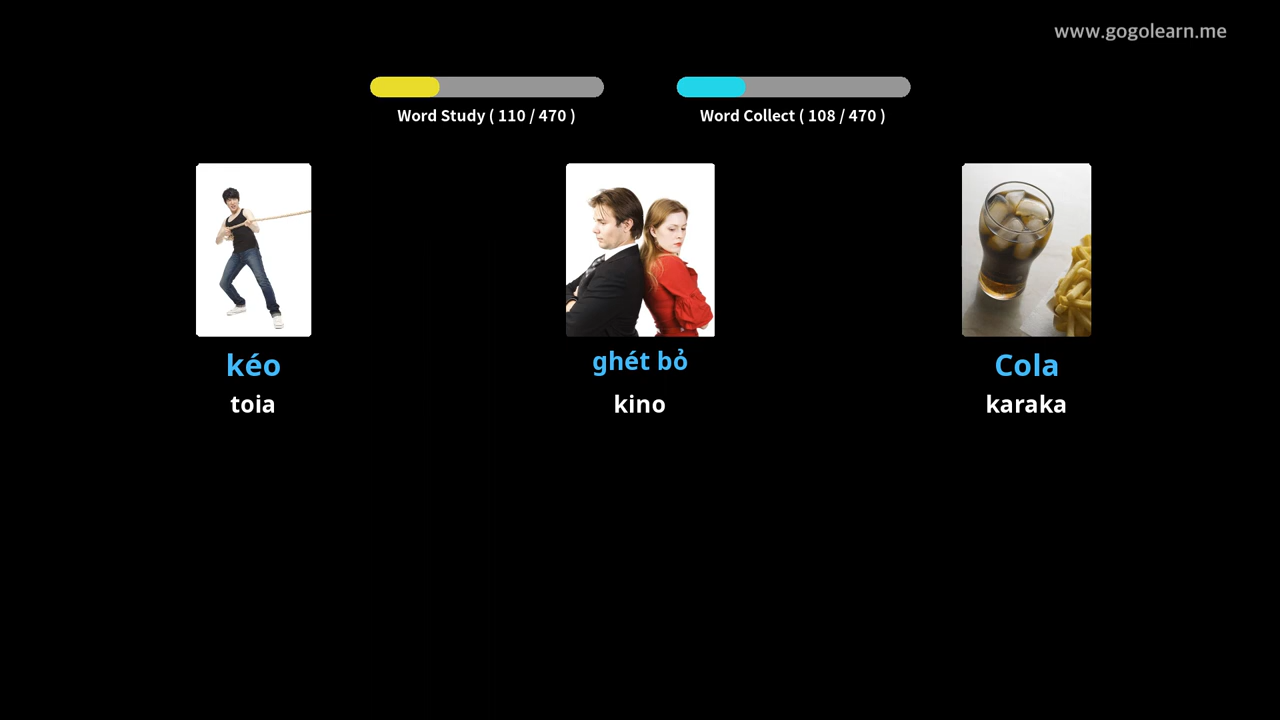 www.gogolearn.me
Word Study ( 110 / 470 )
Word Collect ( 108 / 470 )
kéo
ghét bỏ
Cola
toia
kino
karaka